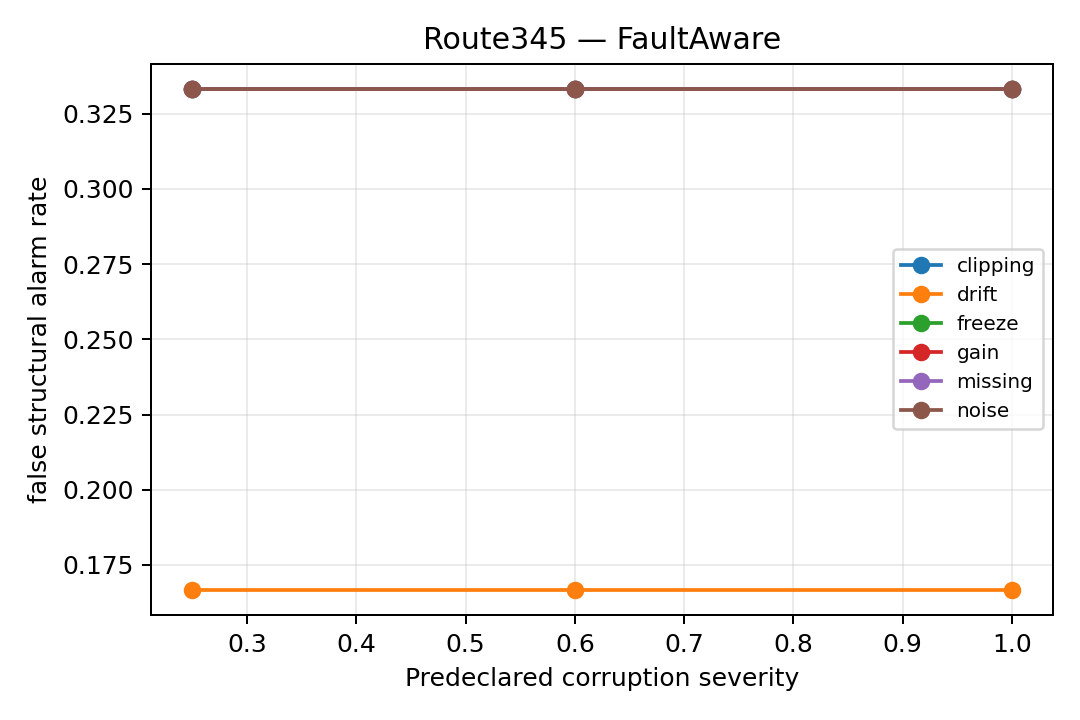 Route345 — FaultAware
false structural alarm rate
0.325
0.300
0.275
0.250
0.225
0.200
0.175
clipping
drift
freeze
gain
missing
noise
0.3 0.4 0.5 0.6 0.7 0.8 0.9 1.0
Predeclared corruption severity